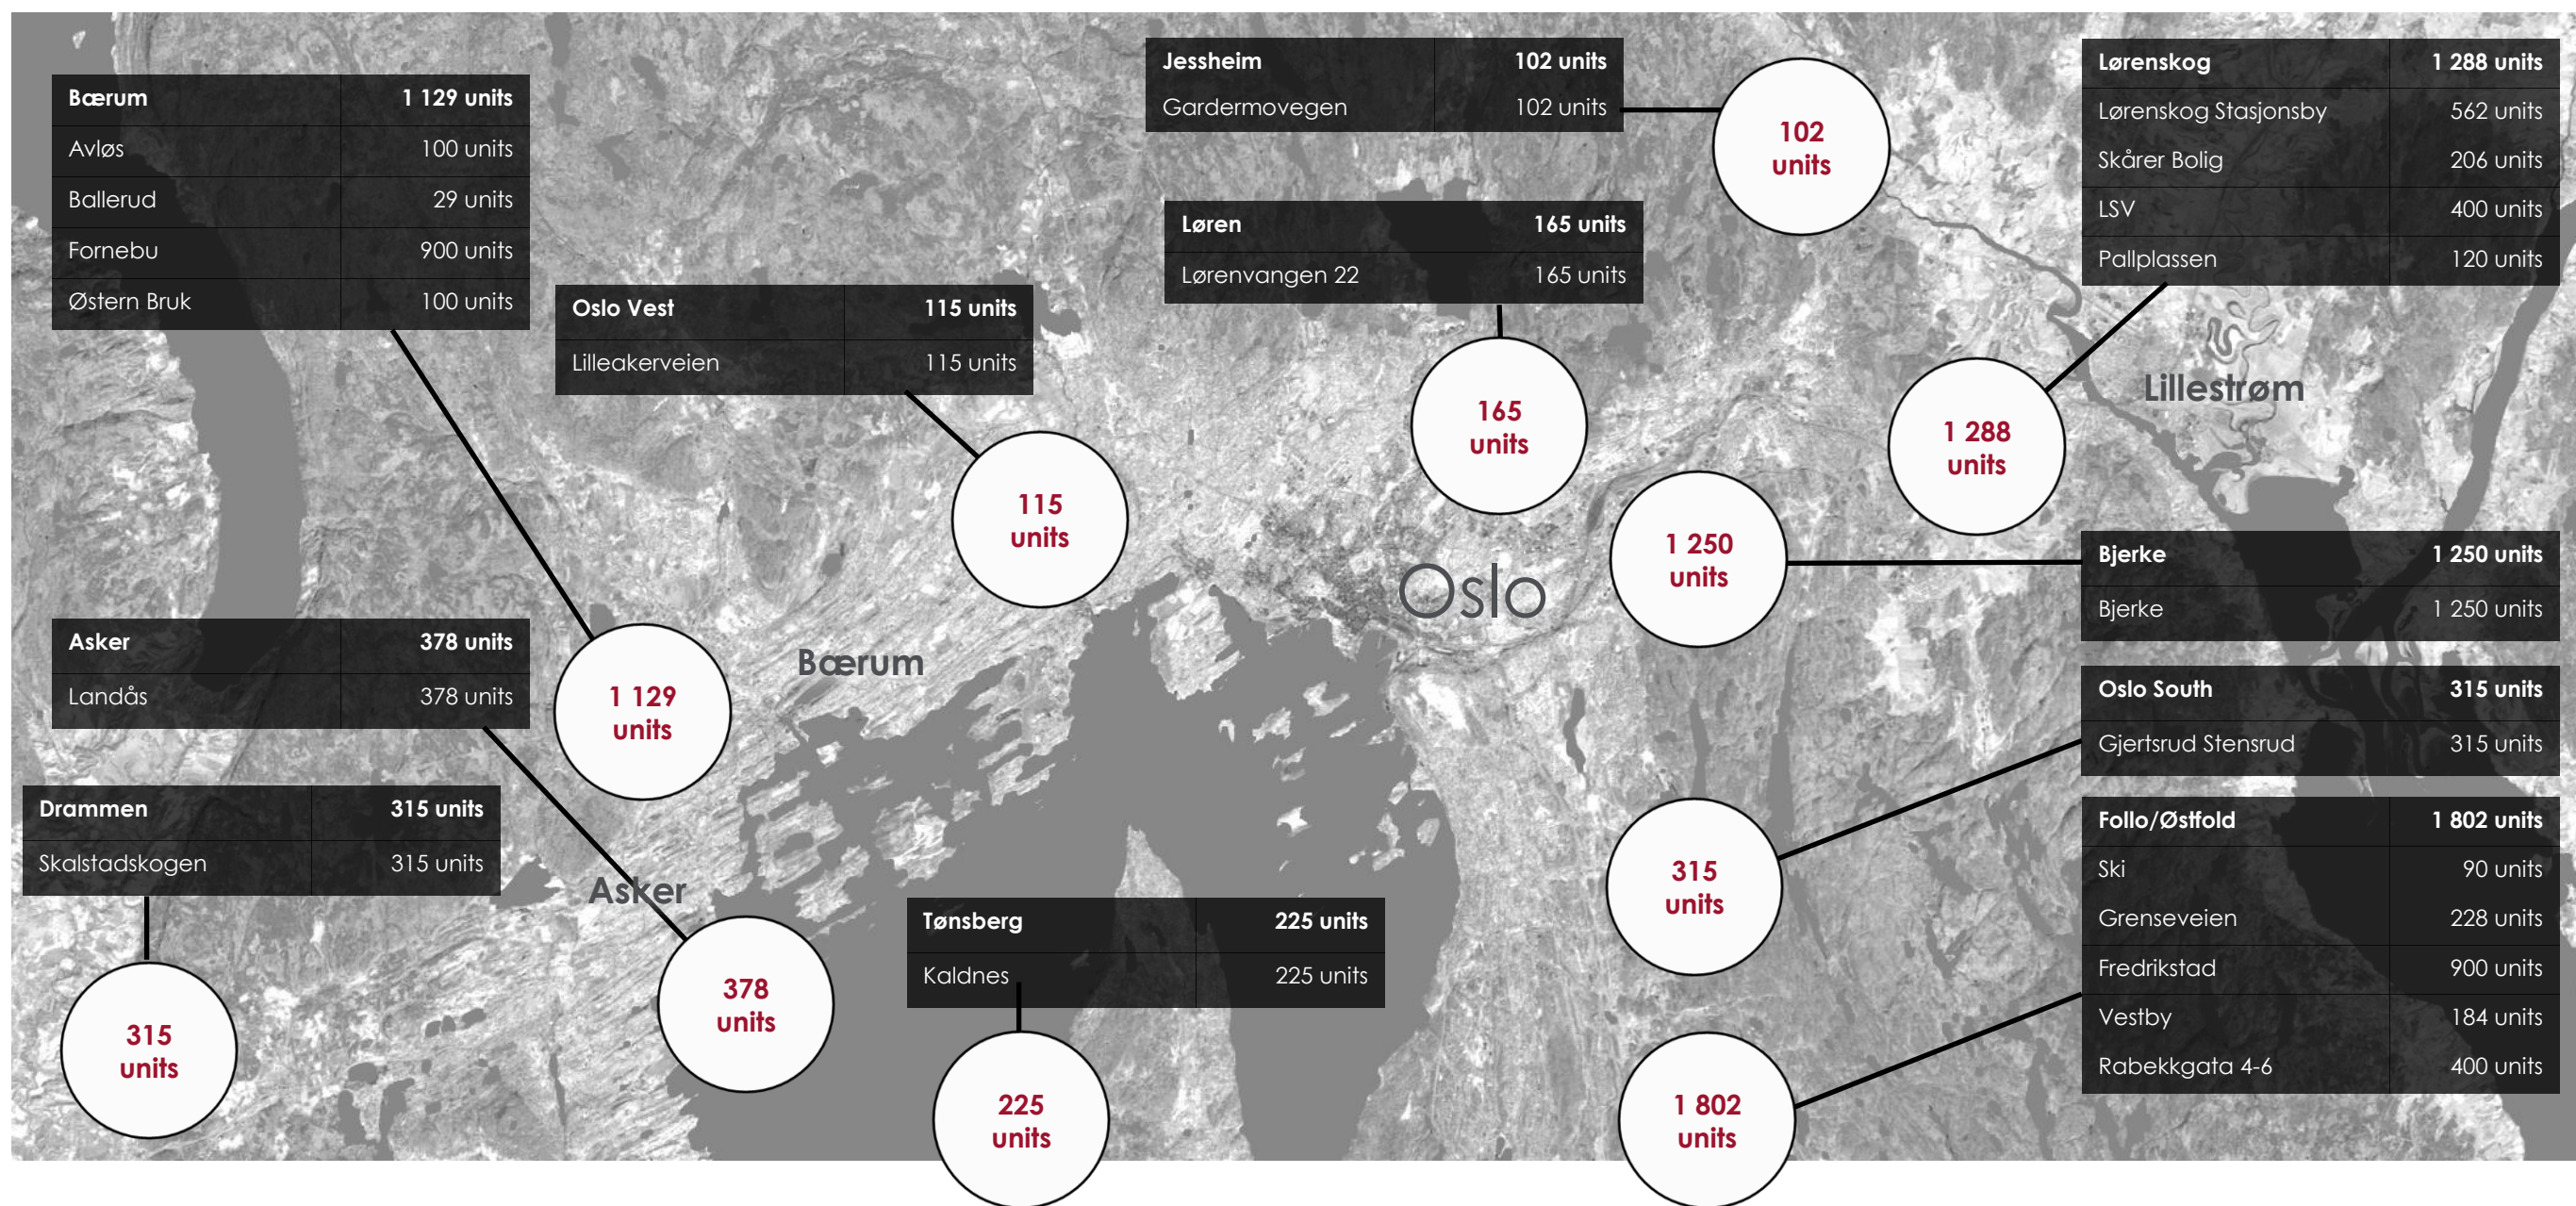 Bærum 1 129 units
Avløs 100 units
Ballerud 29 units
Fornebu 900 units
Østern Bruk 100 units
Oslo Vest 115 units
Lilleakerveien 115 units
Jessheim 102 units
Gardermovegen 102 units
Løren 165 units
Lørenvangen 22 165 units
Lørenskog 1 288 units
Lørenskog Stasjonsby 562 units
Skårer Bolig 206 units
LSV 400 units
Pallplassen 120 units
102
units
165
units
1 288
units
Lillestrøm
115
units
1 250
units
Oslo
Bjerke 1 250 units
Bjerke 1 250 units
Asker 378 units
Landås 378 units
1 129
units
Bærum
Oslo South 315 units
Gjertsrud Stensrud 315 units
Drammen 315 units
Skalstadskogen 315 units
Asker
315
units
378
units
Tønsberg 225 units
Kaldnes 225 units
225
units
315
units
Follo/Østfold 1 802 units
Ski 90 units
Grenseveien 228 units
Fredrikstad 900 units
Vestby 184 units
Rabekkgata 4-6 400 units
1 802
units